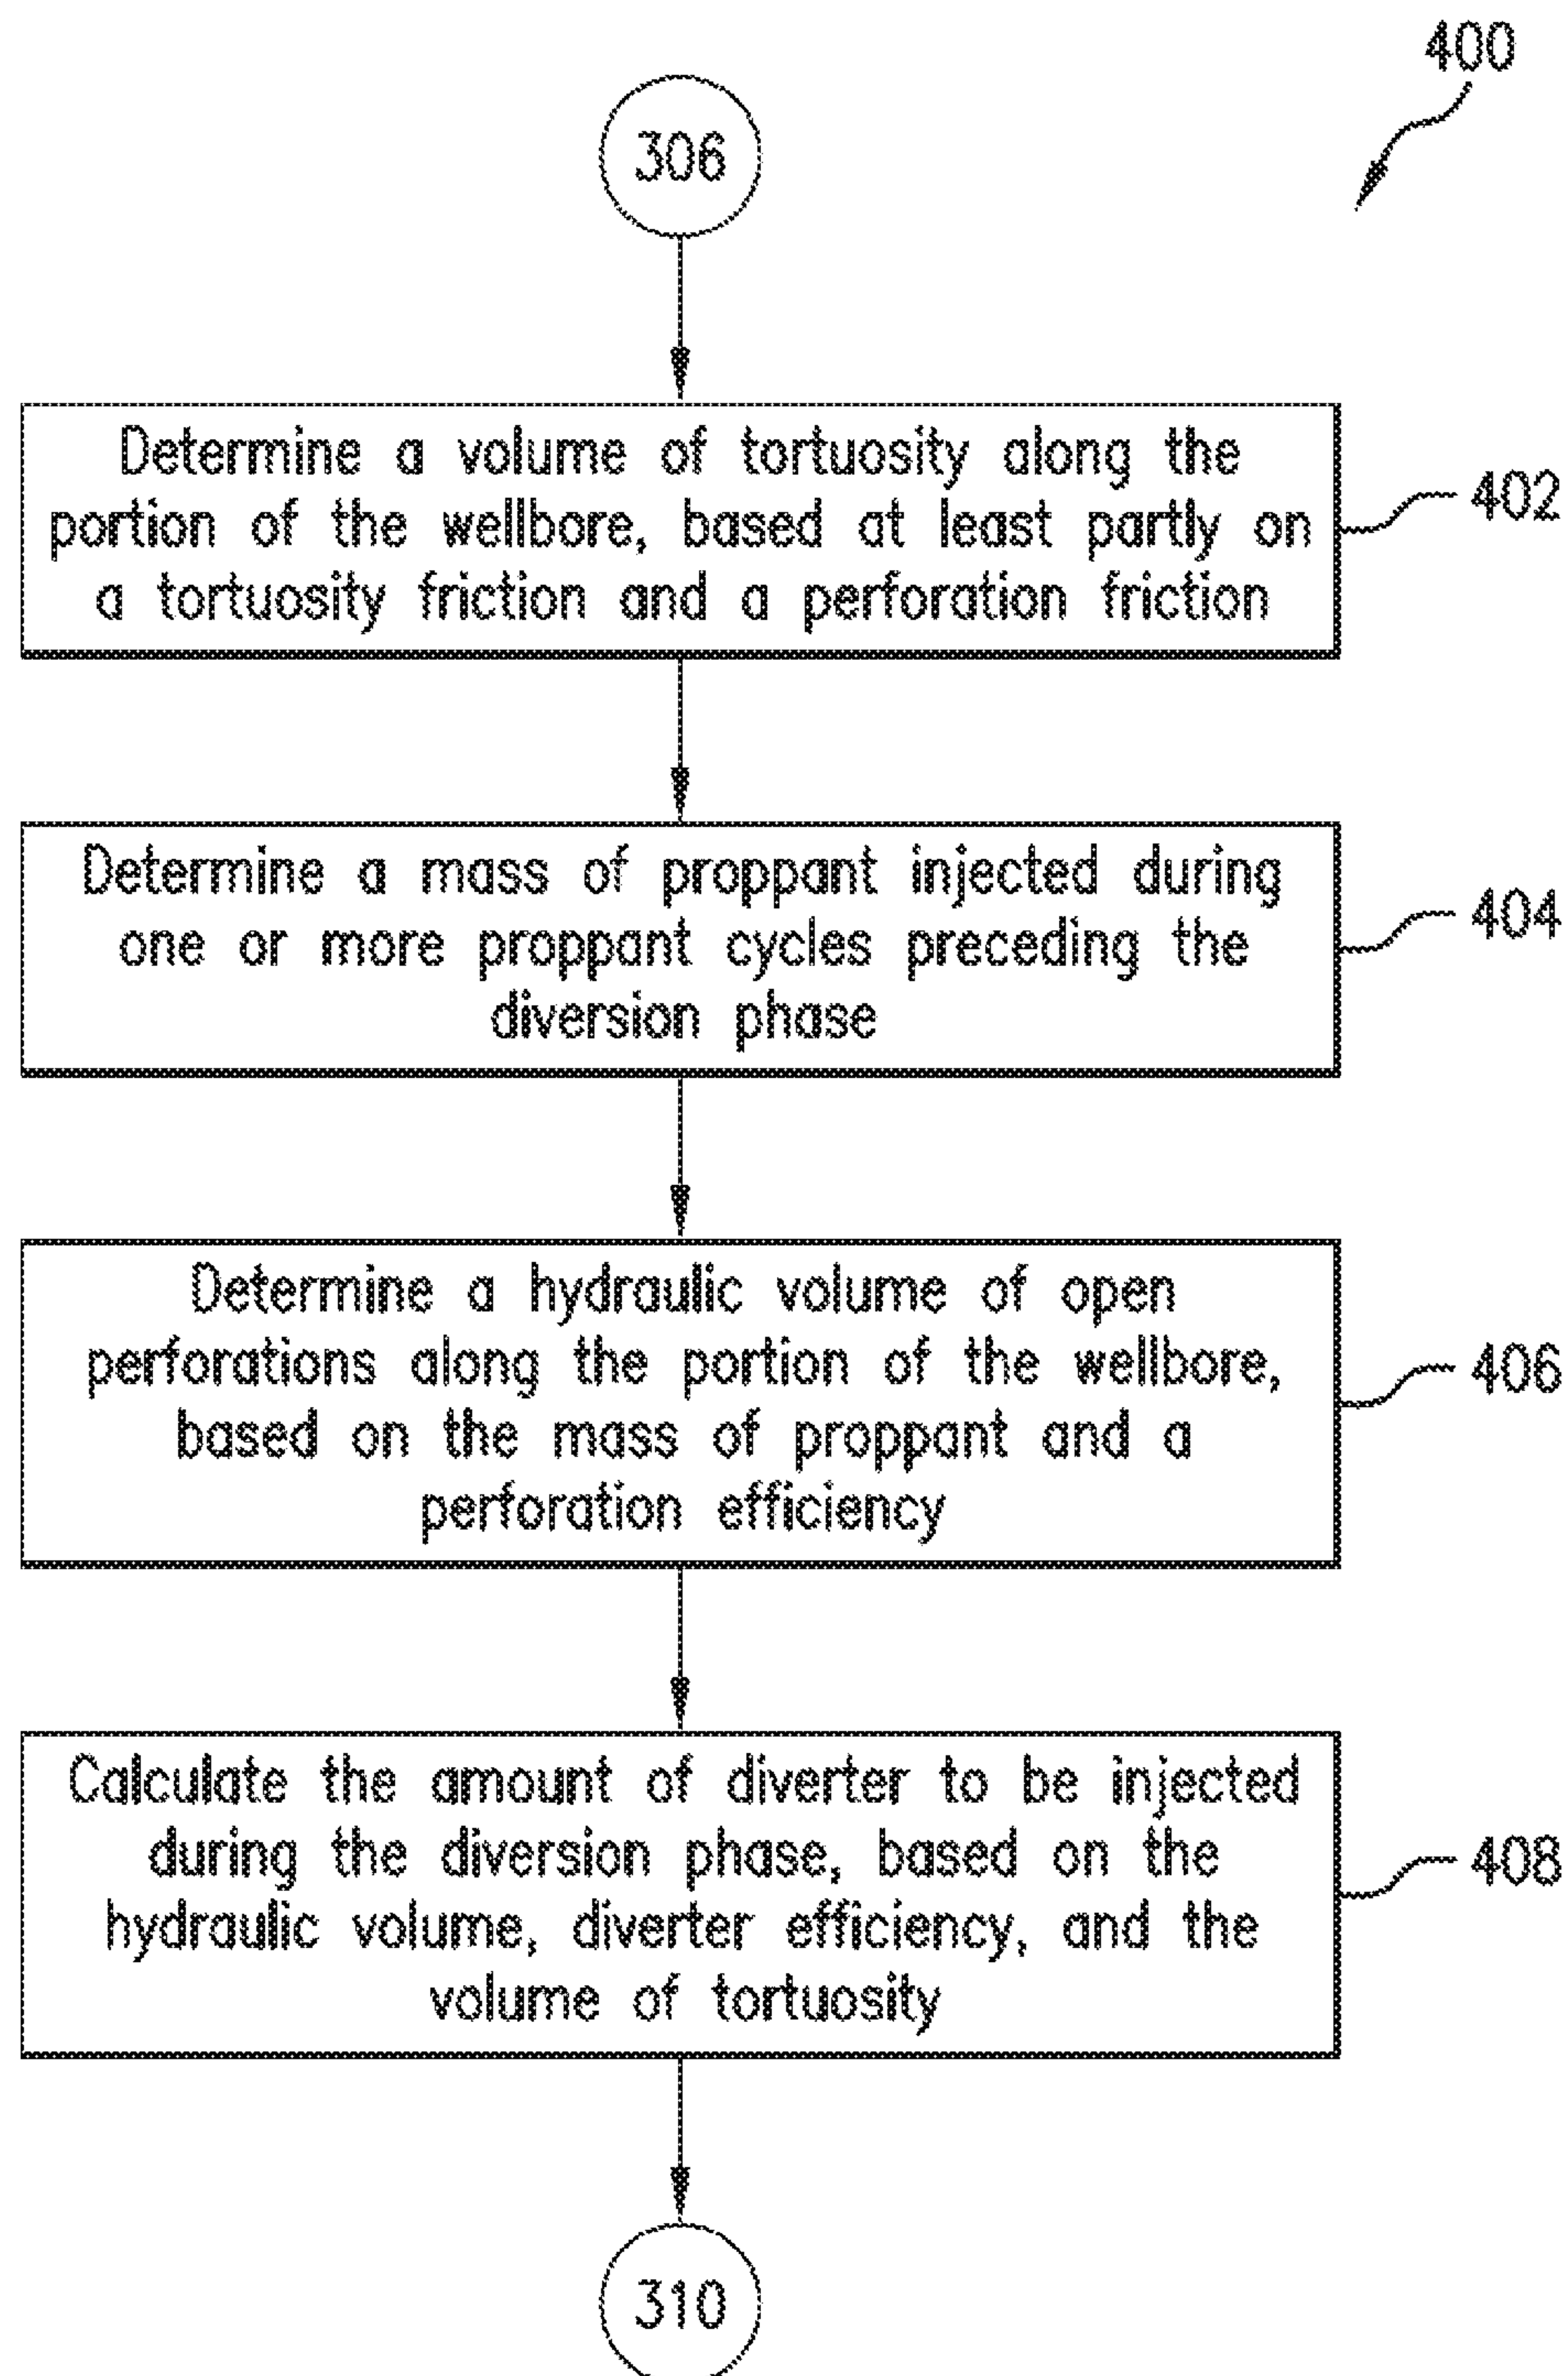 400
306
Determine a volume of tortuosity along the
portion of the wellbore, based at least partly on
a tortuosity friction and a perforation friction
402
Determine a mass of proppant injected during
one or more proppant cycles preceding the
diversion phase
404
Determine a hydraulic volume of open
perforations along the portion of the wellbore,
based on the mass of proppant and a
perforation efficiency
406
Calculate the amount of diverter to be injected
during the diversion phase, based on the
hydraulic volume, diverter efficiency, and the
volume of tortuosity
408
310